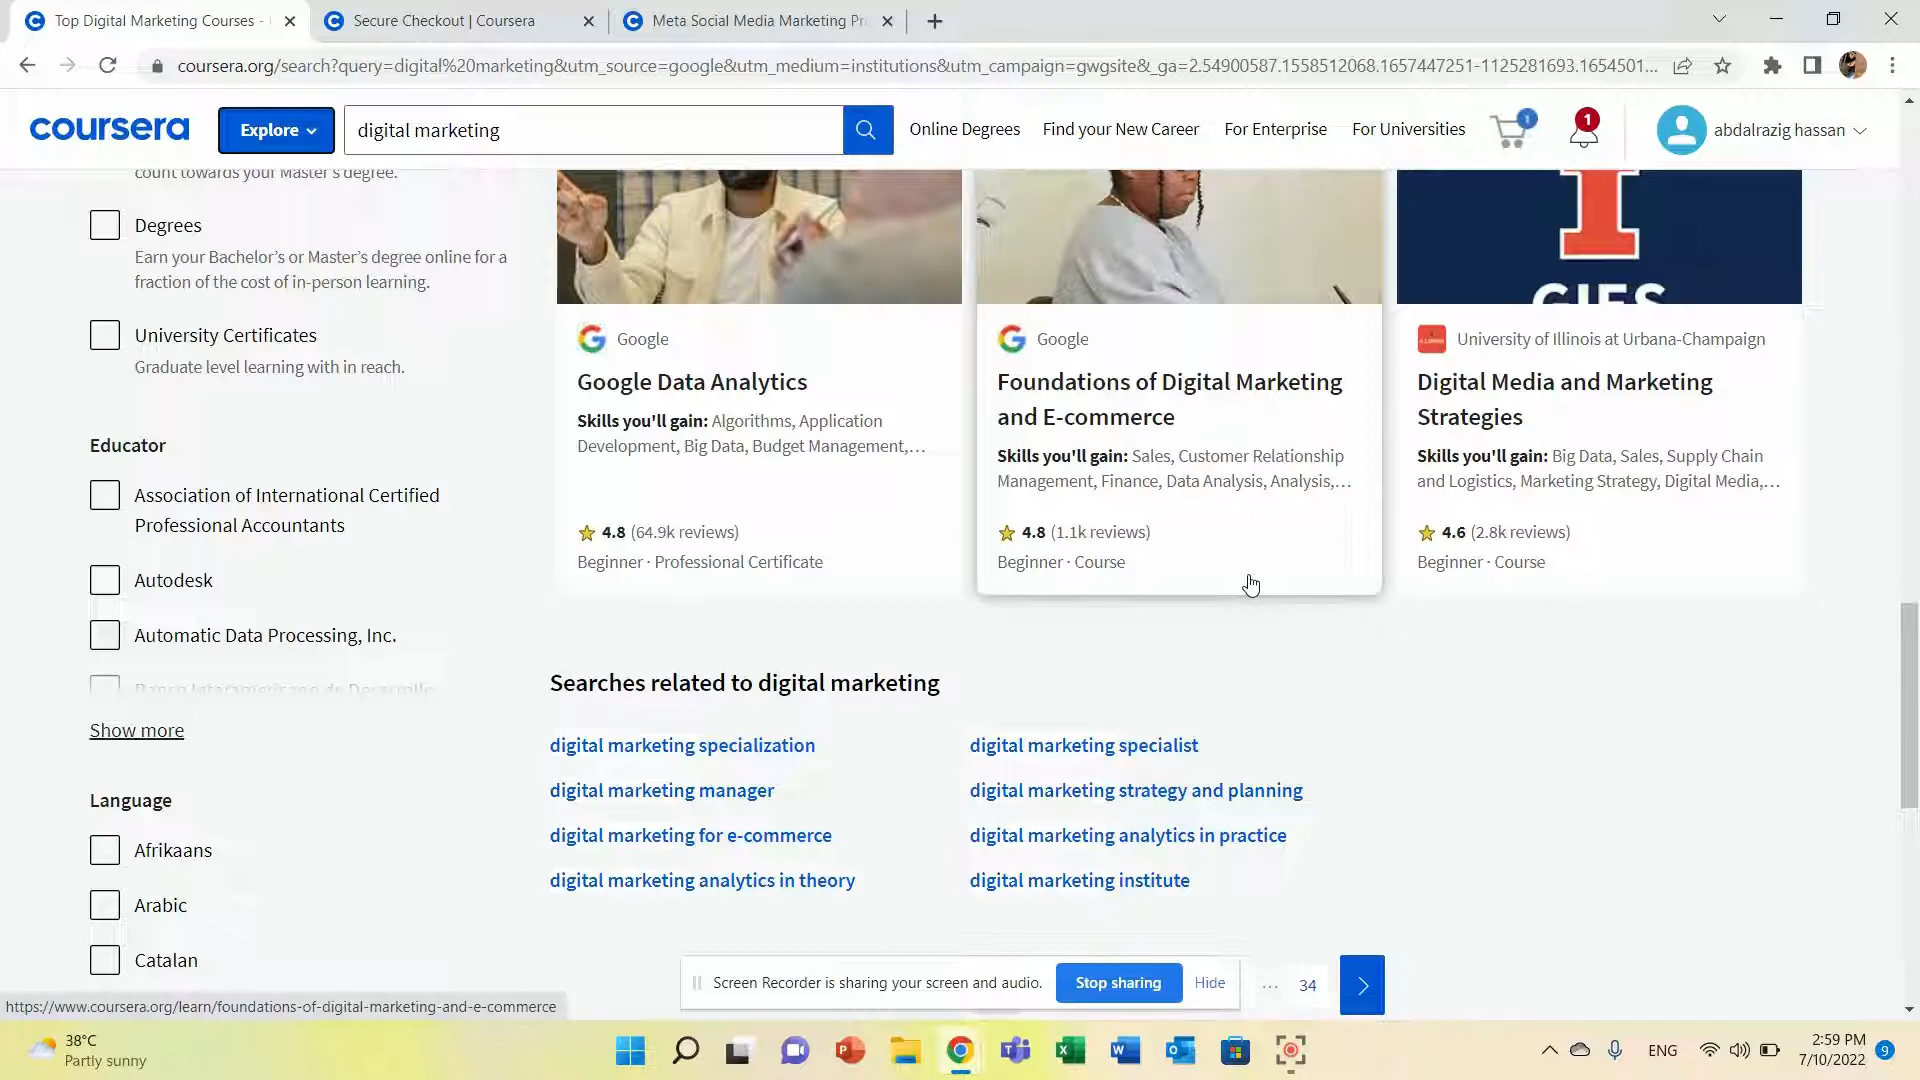 Top Digital Marketing Courses -
Secure Checkout | Coursera
Meta Social Media Marketing Pr
coursera.org/search?query=digital%20marketing&utm_source=google&utm_medium=institutions&utm_campaign=gwgsite&_ga=2.54900587.1558512068.1657447251-1125281693.1654501...
coursera
Explore
digital marketing
Online Degrees
Find your New Career
For Enterprise
For Universities
1
1
abdalrazig hassan
count towards your Master's degree.
Degrees
Earn your Bachelor's or Master's degree online for a
fraction of the cost of in-person learning.
University Certificates
Graduate level learning with in reach.
Educator
Association of International Certified
Professional Accountants
Autodesk
Automatic Data Processing, Inc.
Show more
Language
Afrikaans
Arabic
Catalan
Google
Google Data Analytics
Skills you'll gain: Algorithms, Application
Development, Big Data, Budget Management,...
4.8 (64.9k reviews)
Beginner · Professional Certificate
Google
Foundations of Digital Marketing
and E-commerce
Skills you'll gain: Sales, Customer Relationship
Management, Finance, Data Analysis, Analysis,...
4.8 (1.1k reviews)
Beginner · Course
GIES
University of Illinois at Urbana-Champaign
Digital Media and Marketing
Strategies
Skills you'll gain: Big Data, Sales, Supply Chain
and Logistics, Marketing Strategy, Digital Media,...
4.6 (2.8k reviews)
Beginner · Course
Searches related to digital marketing
digital marketing specialization
digital marketing specialist
digital marketing manager
digital marketing strategy and planning
digital marketing for e-commerce
digital marketing analytics in practice
digital marketing analytics in theory
digital marketing institute
Screen Recorder is sharing your screen and audio.
Stop sharing
Hide
... 34
https://www.coursera.org/learn/foundations-of-digital-marketing-and-e-commerce
38°C
Partly sunny
ENG
2:59 PM
7/10/2022
9